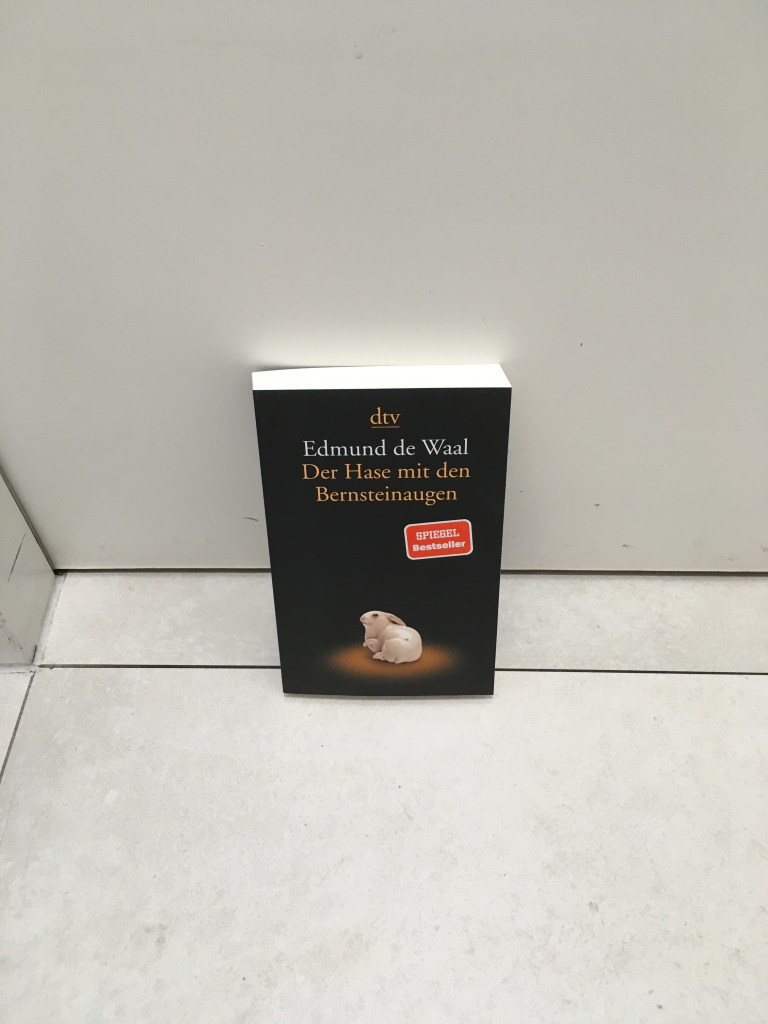 dtv
Edmund de Waal
Der Hase mit den
Bernsteinaugen
SPIEGEL
Bestseller